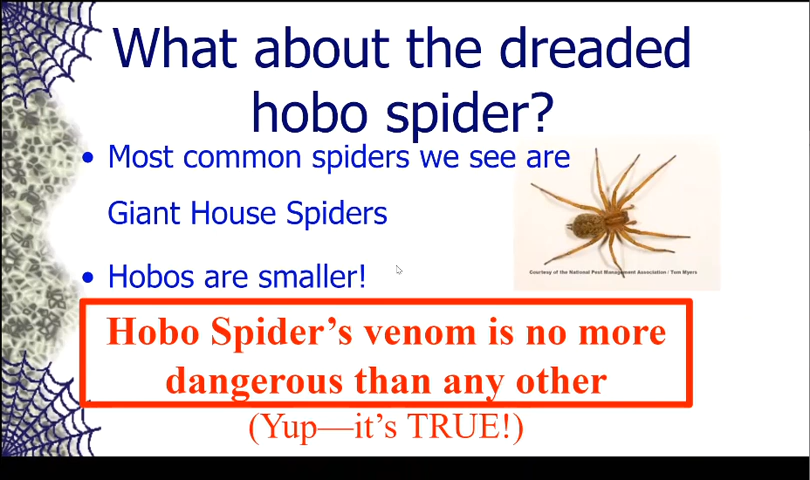 What about the dreaded
hobo spider?
• Most common spiders we see are
Giant House Spiders
• Hobos are smaller!
Courtesy of the National Pest Management Association / Tom Myers
Hobo Spider’s venom is no more
dangerous than any other
(Yup—it’s TRUE!)